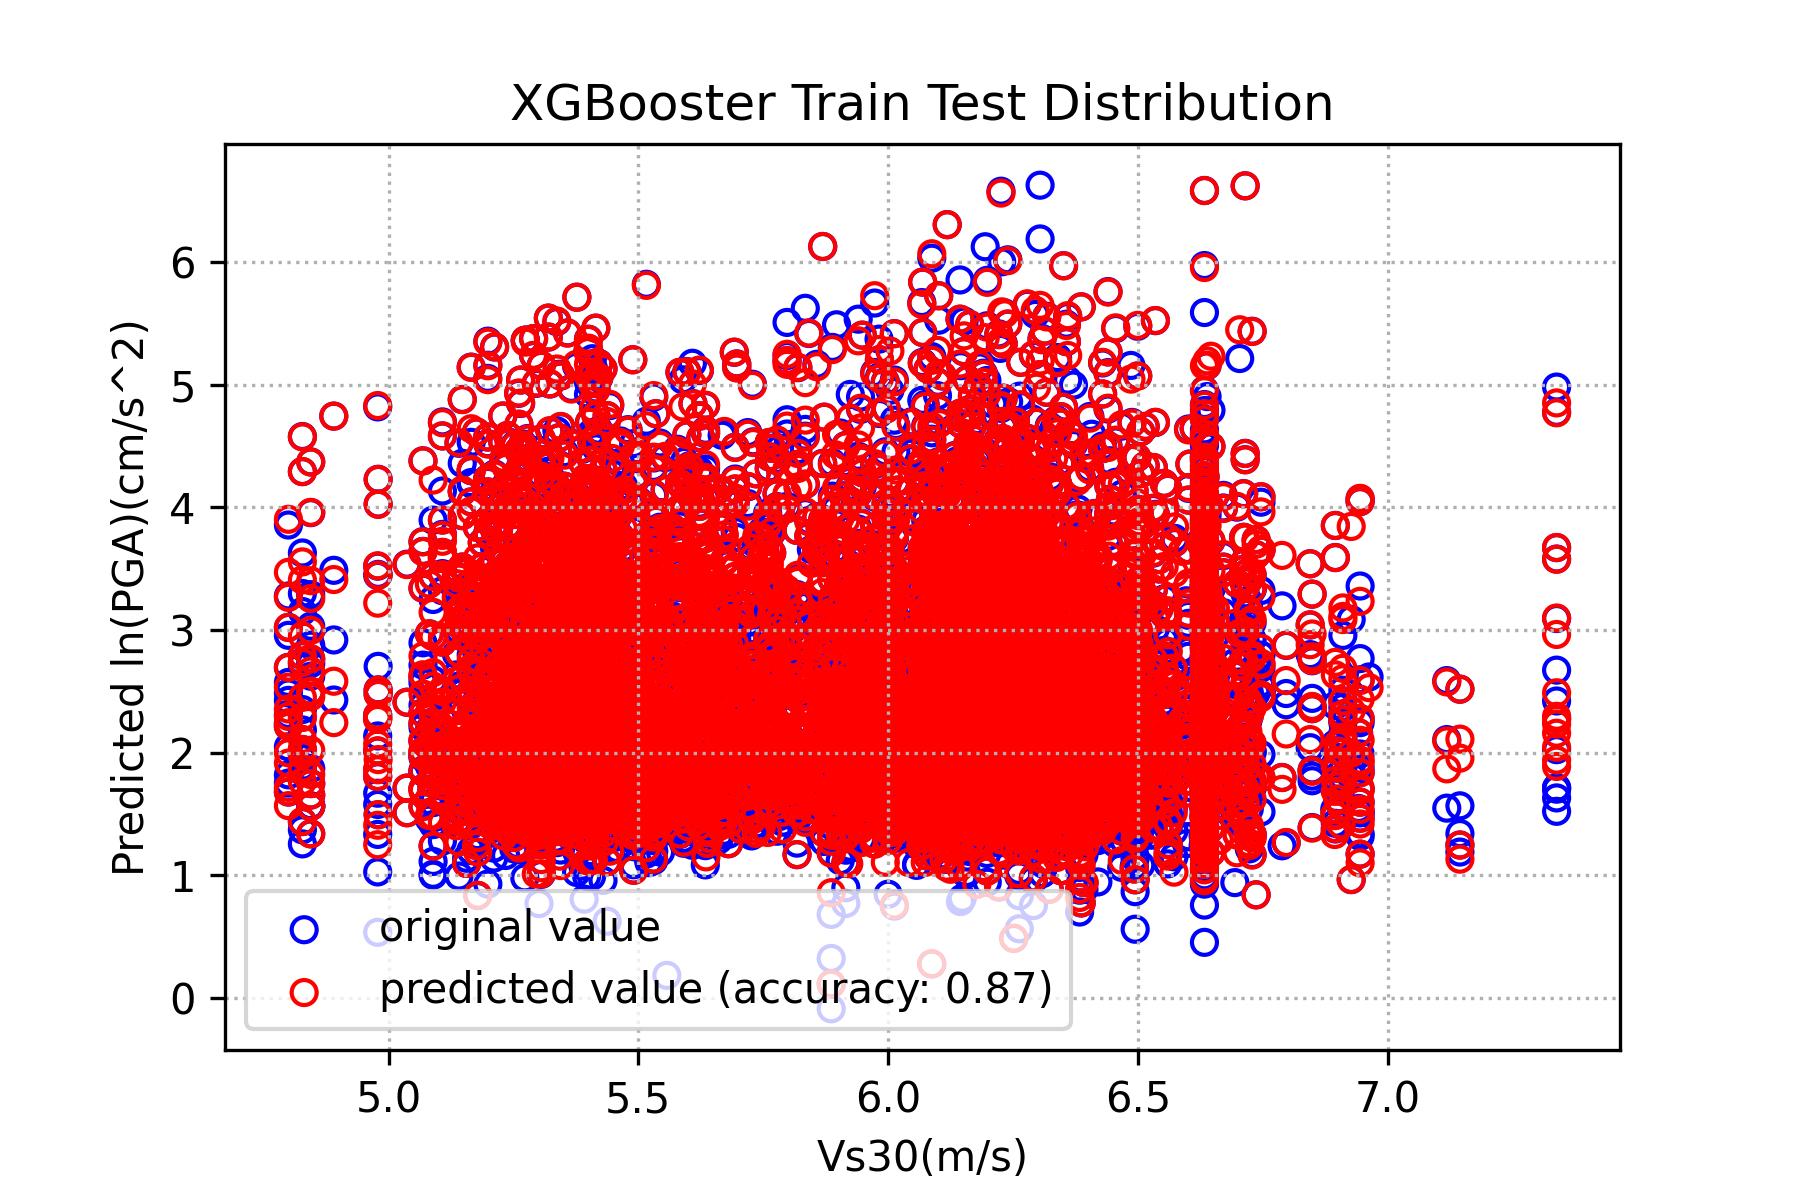 XGBooster Train Test Distribution
Predicted ln(PGA)(cm/s^2)
6
5
4
3
2
1
0
original value
predicted value (accuracy: 0.87)
5.0 5.5 6.0 6.5 7.0
Vs30(m/s)